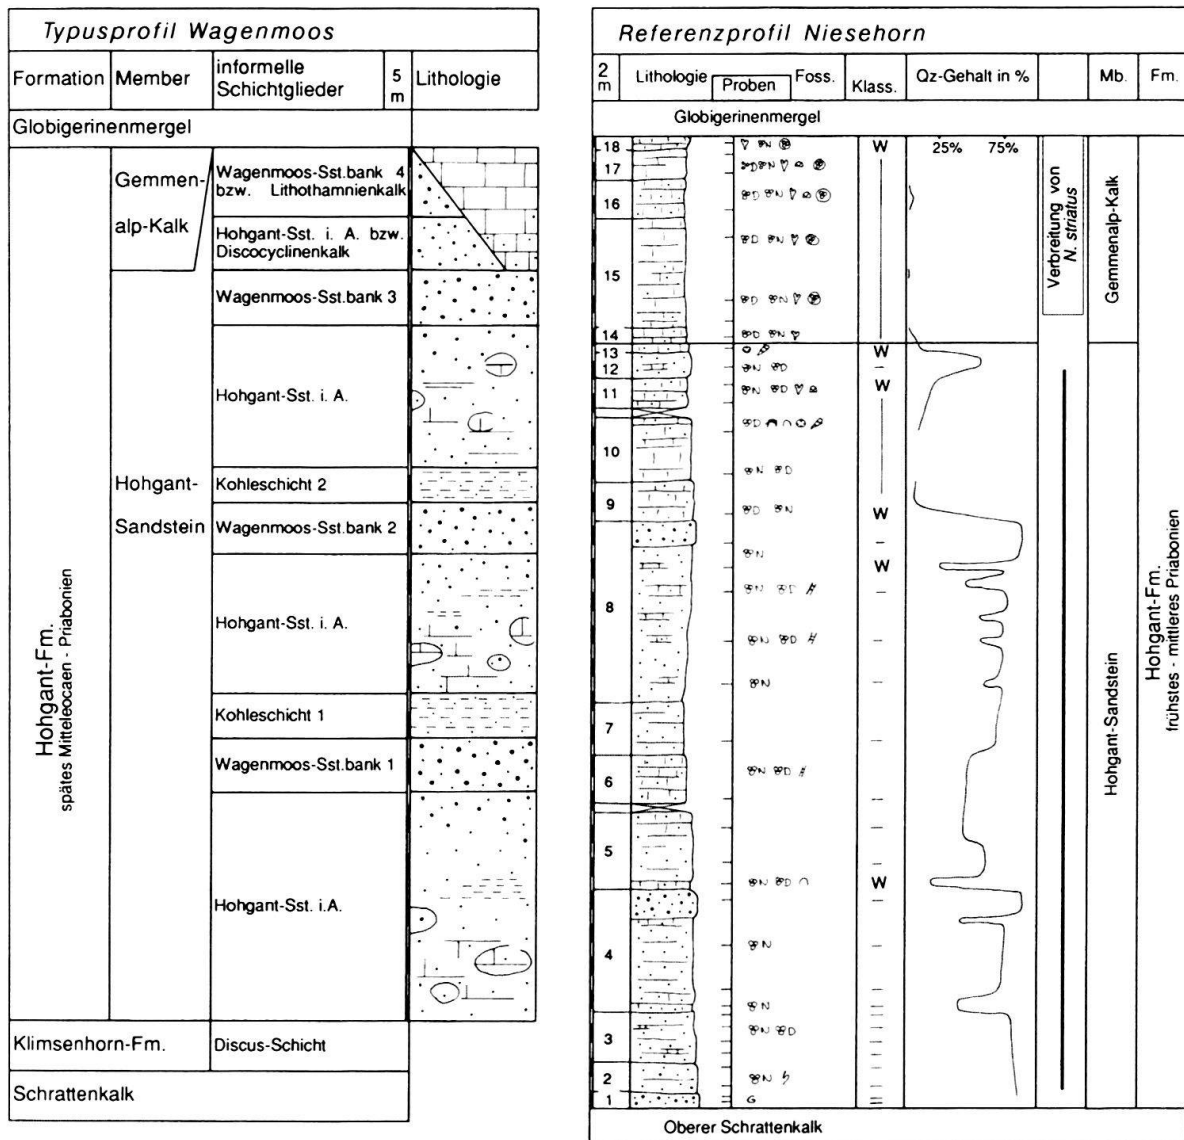 Typusprofil Wagenmoos
Formation
Member
informelle
Schichtglieder
5
m
Lithologie
Globigerinenmergel
Hohgant-Fm.
spätes Mitteleocaen - Priabonien
Gemmen-
alp-Kalk
Wagenmoos-Sst.bank 4
bzw. Lithothamnienkalk
Hohgant-Sst. i. A. bzw.
Discocyclinenkalk
Wagenmoos-Sst.bank 3
Hohgant-Sst. i. A.
Hohgant-
Sandstein
Kohleschicht 2
Wagenmoos-Sst.bank 2
Hohgant-Sst. i. A.
Kohleschicht 1
Wagenmoos-Sst.bank 1
Hohgant-Sst. i.A.
Klimsenhorn-Fm.
Discus-Schicht
Schrattenkalk
Referenzprofil Niesehorn
2
m
Lithologie
Proben
Foss.
Klass.
Qz-Gehalt in %
Mb.
Fm.
Globigerinenmergel
25% 75%
18 N W
17 D N
16 D N
15 D N
D N
14 D N
13 W
12 N D
11 N D W
10 D
N D
9 D N W
8 N
W
N D
N D
N
7
6 N D
5
N D W
4 N
N
3 N D
2 N
1 G
Verbreitung von
N. striatus
Gemmenalp-Kalk
Hohgant-Sandstein
Hohgant-Fm.
frühstes - mittleres Priabonien
Oberer Schrattenkalk